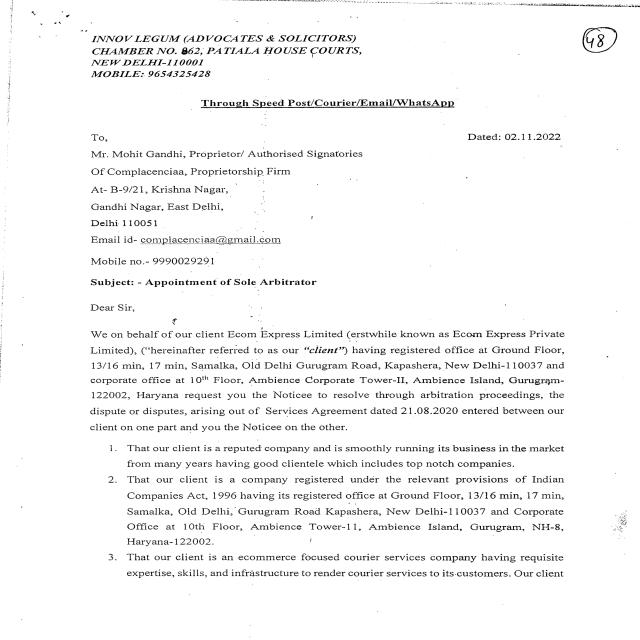 48
INNOV LEGUM (ADVOCATES & SOLICITORS)
CHAMBER NO. 862, PATIALA HOUSE COURTS,
NEW DELHI-110001
MOBILE: 9654325428
Through Speed Post/Courier/Email/WhatsApp
To, Dated: 02.11.2022
Mr. Mohit Gandhi, Proprietor/ Authorised Signatories
Of Complacenciaa, Proprietorship Firm
At- B-9/21, Krishna Nagar,
Gandhi Nagar, East Delhi,
Delhi 110051
Email id- complacenciaa@gmail.com
Mobile no.- 9990029291
Subject: - Appointment of Sole Arbitrator
Dear Sir,
We on behalf of our client Ecom Express Limited (erstwhile known as Ecom Express Private
Limited), ("hereinafter referred to as our "client") having registered office at Ground Floor,
13/16 min, 17 min, Samalka, Old Delhi Gurugram Road, Kapashera, New Delhi-110037 and
corporate office at 10th Floor, Ambience Corporate Tower-II, Ambience Island, Gurugram-
122002, Haryana request you the Noticee to resolve through arbitration proceedings, the
dispute or disputes, arising out of Services Agreement dated 21.08.2020 entered between our
client on one part and you the Noticee on the other.
1. That our client is a reputed company and is smoothly running its business in the market
from many years having good clientele which includes top notch companies.
2. That our client is a company registered under the relevant provisions of Indian
Companies Act, 1996 having its registered office at Ground Floor, 13/16 min, 17 min,
Samalka, Old Delhi, Gurugram Road Kapashera, New Delhi-110037 and Corporate
Office at 10th Floor, Ambience Tower-11, Ambience Island, Gurugram, NH-8,
Haryana-122002.
3. That our client is an ecommerce focused courier services company having requisite
expertise, skills, and infrastructure to render courier services to its customers. Our client